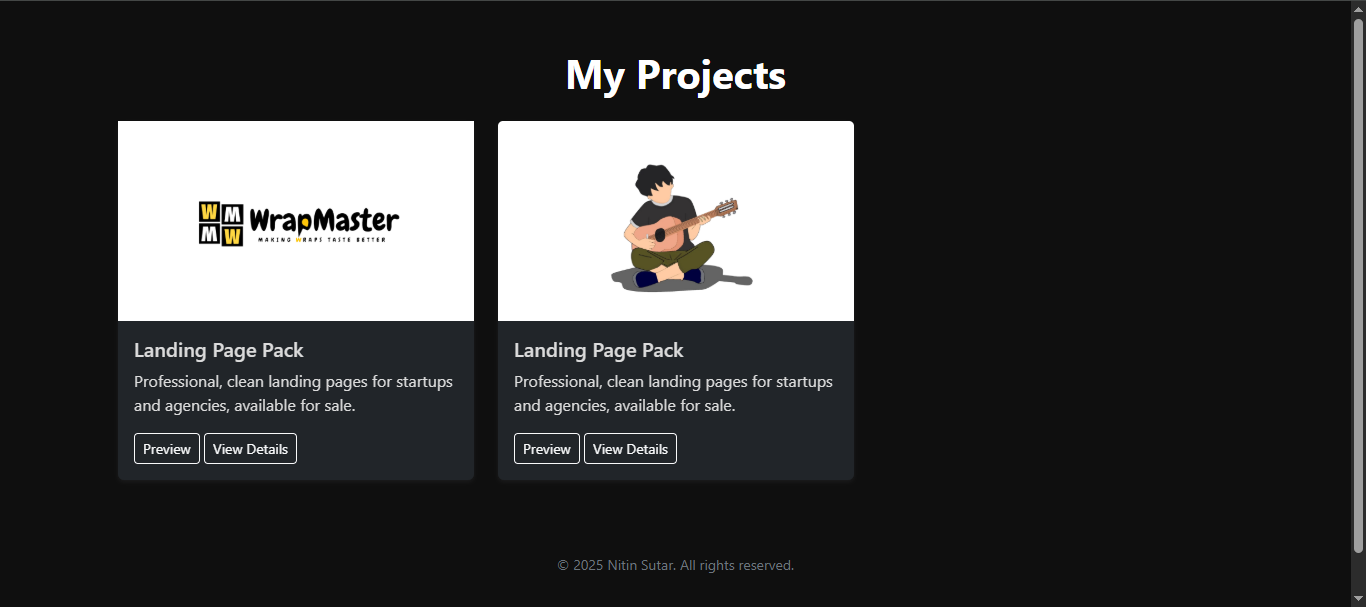 My Projects
W M
M W
WrapMaster
MAKING WRAPS TASTE BETTER
Landing Page Pack
Professional, clean landing pages for startups
and agencies, available for sale.
Preview View Details
Landing Page Pack
Professional, clean landing pages for startups
and agencies, available for sale.
Preview View Details
© 2025 Nitin Sutar. All rights reserved.